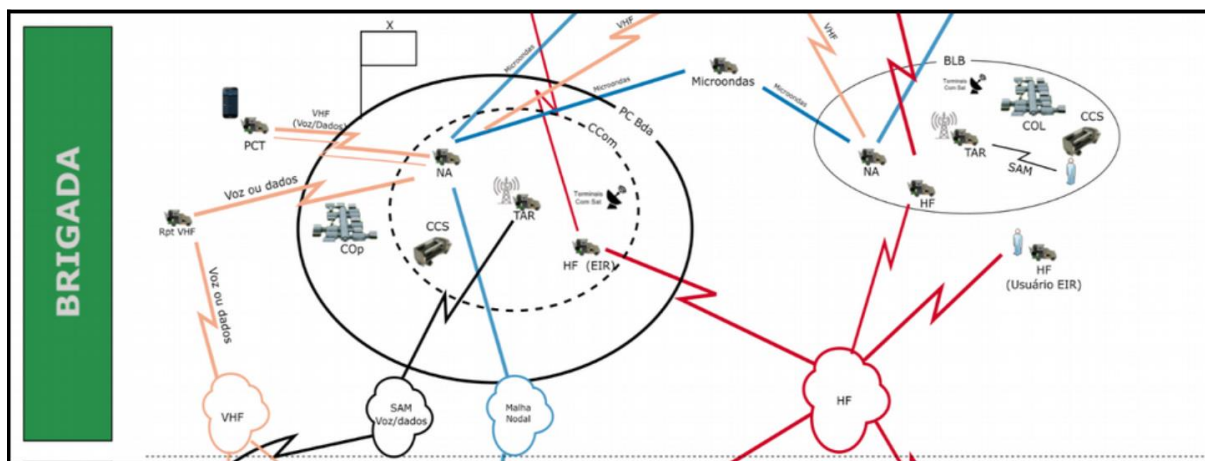 BRIGADA
X
VHF
Microondas
Microondas
Microondas
Microondas
VHF
BLB
PC Bda
CCom
VHF
(Voz/Dados)
PCT
NA
Voz ou dados
Rpt VHF
Voz ou dados
COp
CCS
TAR
Terminais
Com Sat
HF (EIR)
Terminais
Com Sat
COL
CCS
TAR
SAM
NA
HF
HF
(Usuário EIR)
VHF
SAM
Voz/dados
Malha
Nodal
HF